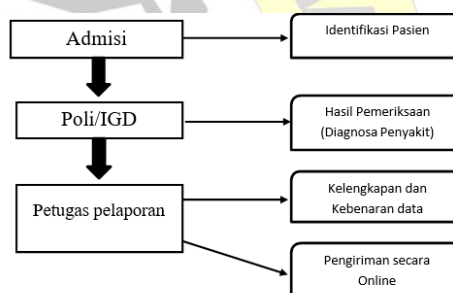 Admisi
Identifikasi Pasien
Poli/IGD
Hasil Pemeriksaan
(Diagnosa Penyakit)
Petugas pelaporan
Kelengkapan dan
Kebenaran data
Pengiriman secara
Online